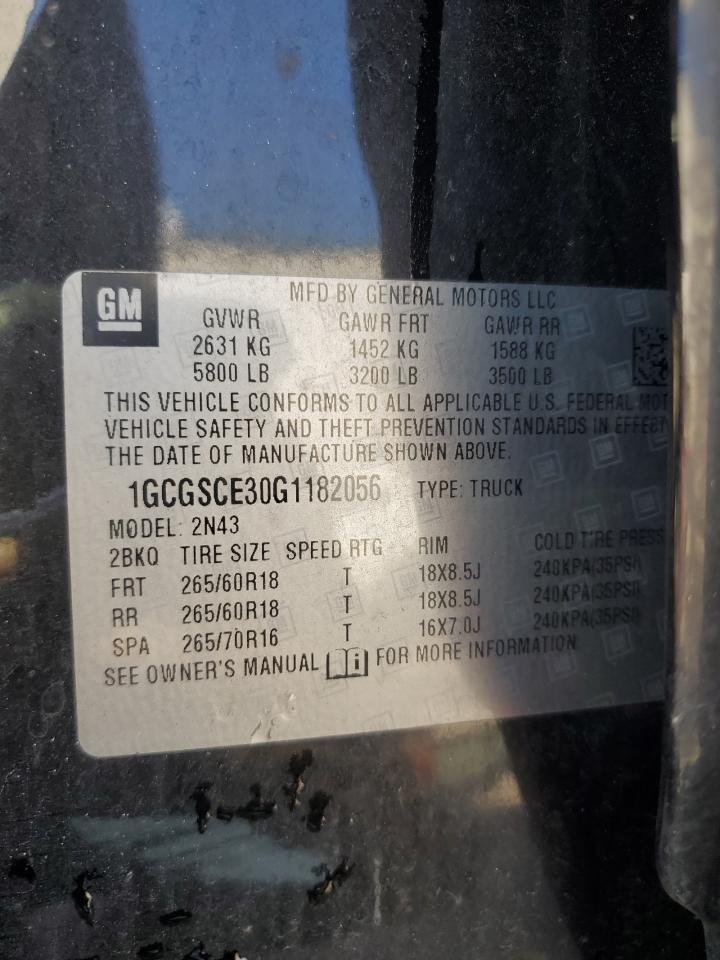 GM
MFD BY GENERAL MOTORS LLC
GVWR GAWR FRT GAWR RR
2631 KG 1452 KG 1588 KG
5800 LB 3200 LB 3500 LB
THIS VEHICLE CONFORMS TO ALL APPLICABLE U.S. FEDERAL MOT
VEHICLE SAFETY AND THEFT PREVENTION STANDARDS IN EFFECT
THE DATE OF MANUFACTURE SHOWN ABOVE.
1GCGSCE30G1182056 TYPE: TRUCK
MODEL: 2N43
2BKQ TIRE SIZE SPEED RTG RIM COLD TIRE PRESS
FRT 265/60R18 T 18X8.5J 240KPA(35PSI)
RR 265/60R18 T 18X8.5J 240KPA(35PSI)
SPA 265/70R16 T 16X7.0J 240KPA(35PSI)
SEE OWNER'S MANUAL i FOR MORE INFORMATION